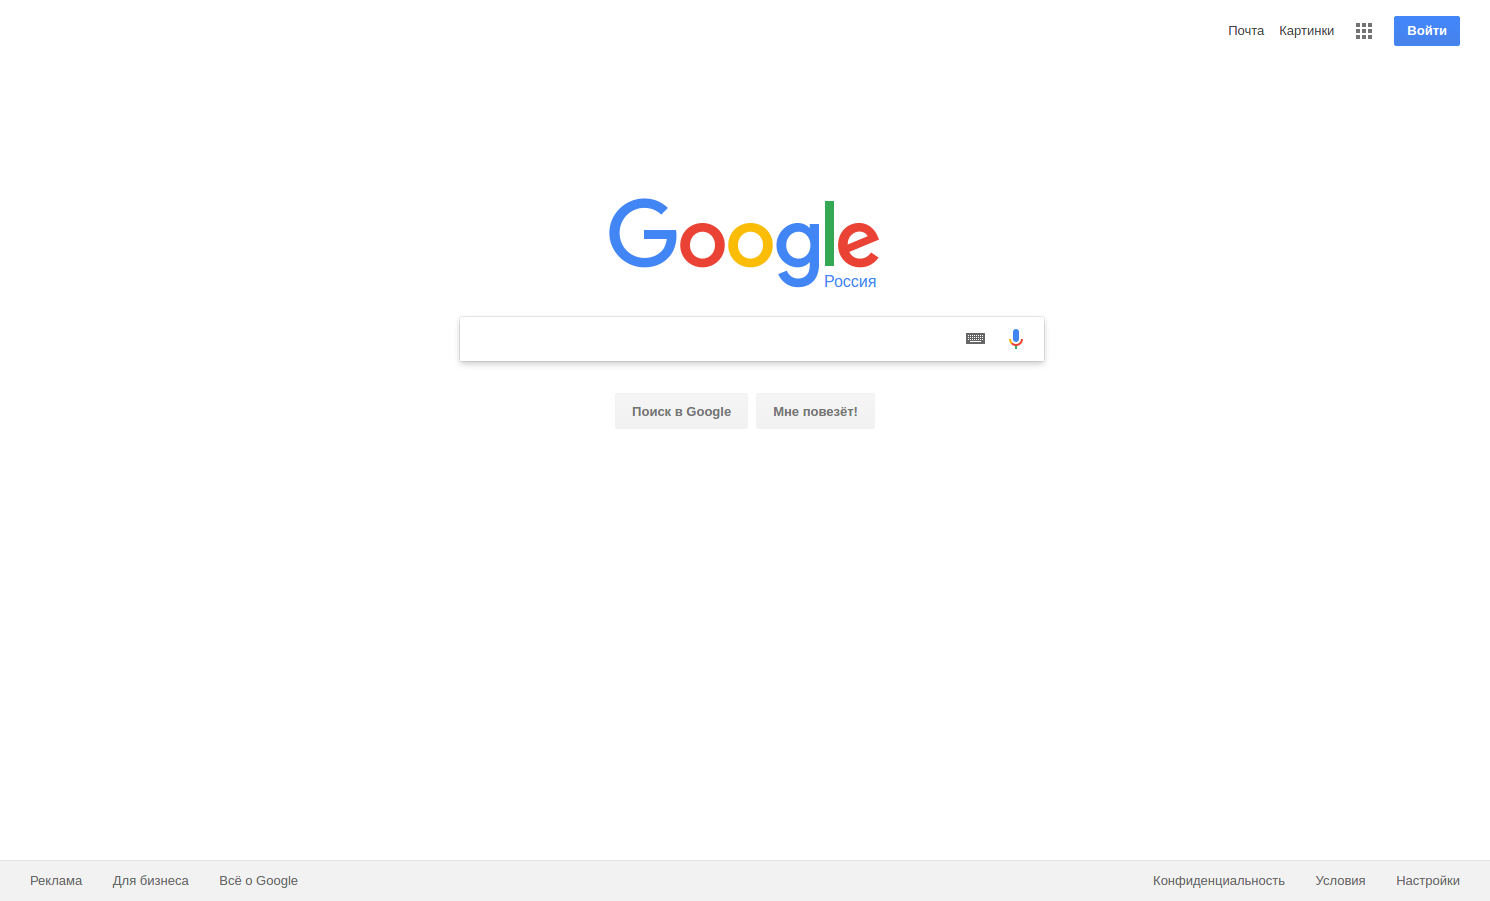 Почта Картинки Войти
Google
Россия
Поиск в Google Мне повезёт!
Реклама Для бизнеса Всё о Google Конфиденциальность Условия Настройки